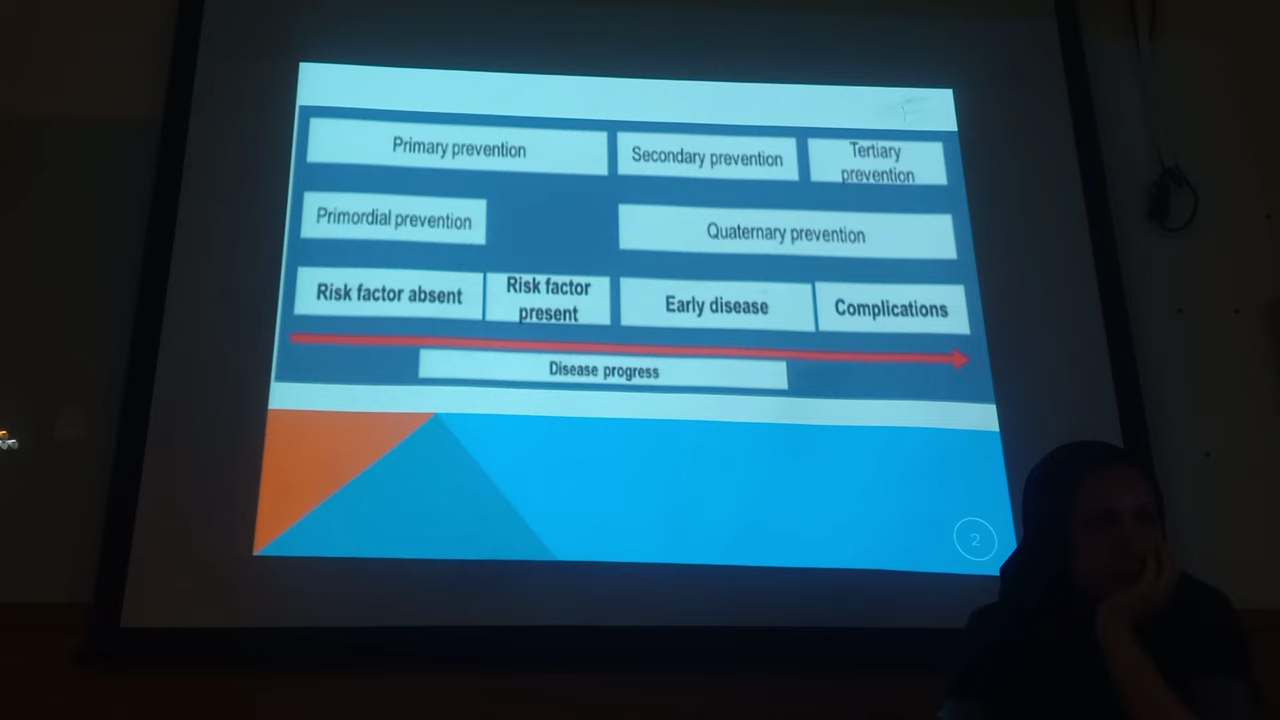 Primary prevention
Secondary prevention
Tertiary
prevention
Primordial prevention
Quaternary prevention
Risk factor absent
Risk factor
present
Early disease
Complications
Disease progress
2